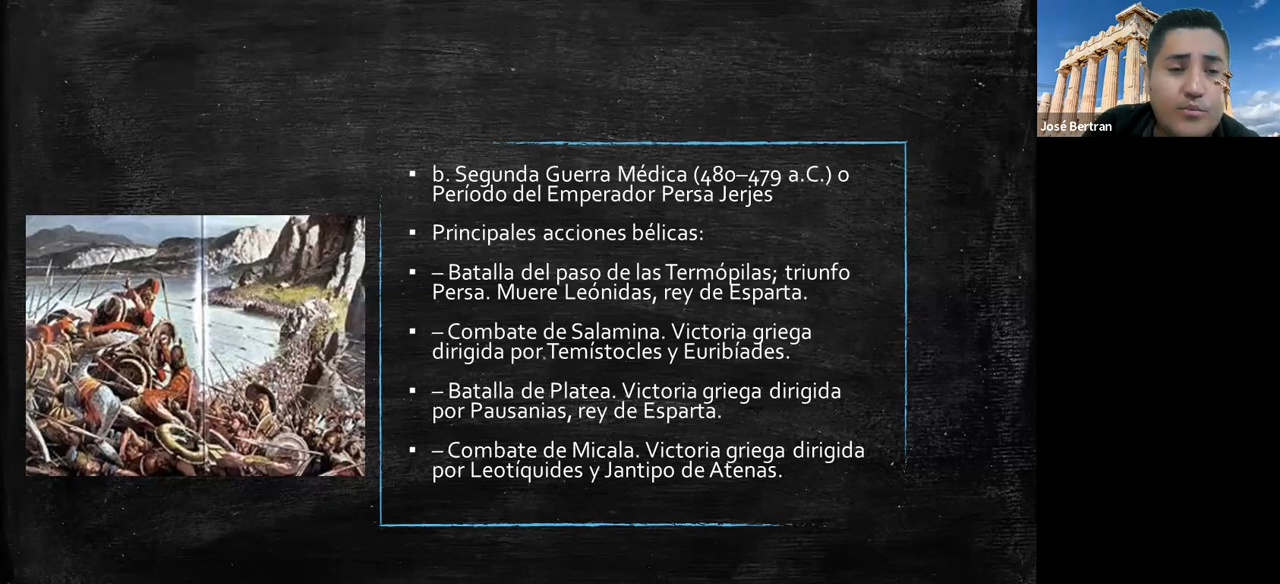 b. Segunda Guerra Médica (480–479 a.C.) o
Período del Emperador Persa Jerjes
Principales acciones bélicas:
– Batalla del paso de las Termópilas; triunfo
Persa. Muere Leónidas, rey de Esparta.
– Combate de Salamina. Victoria griega
dirigida por Temístocles y Euribíades.
– Batalla de Platea. Victoria griega dirigida
por Pausanias, rey de Esparta.
– Combate de Micala. Victoria griega dirigida
por Leotíquides y Jantipo de Atenas.
José Bertran